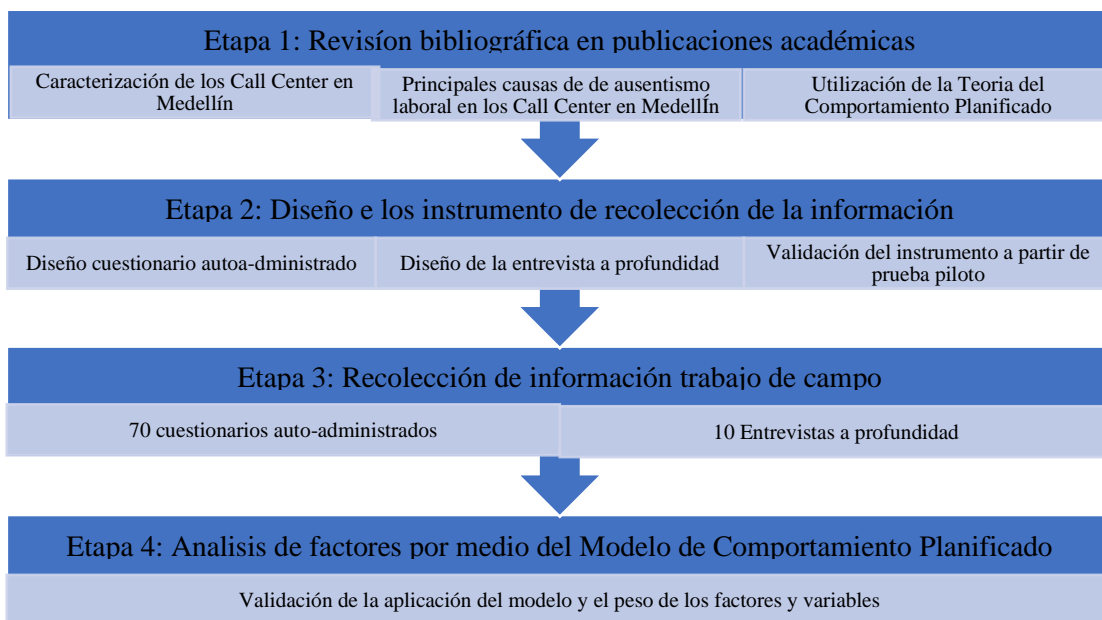 Etapa 1: Revisíon bibliográfica en publicaciones académicas
Caracterización de los Call Center en
Medellín
Principales causas de de ausentismo
laboral en los Call Center en MedellÍn
Utilización de la Teoria del
Comportamiento Planificado
Etapa 2: Diseño e los instrumento de recolección de la información
Diseño cuestionario autoa-dministrado
Diseño de la entrevista a profundidad
Validación del instrumento a partir de
prueba piloto
Etapa 3: Recolección de información trabajo de campo
70 cuestionarios auto-administrados
10 Entrevistas a profundidad
Etapa 4: Analisis de factores por medio del Modelo de Comportamiento Planificado
Validación de la aplicación del modelo y el peso de los factores y variables